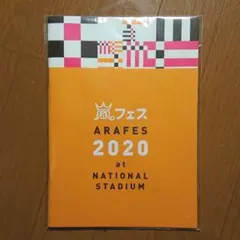 嵐フェス
ARAFES
2020
at
NATIONAL
STADIUM